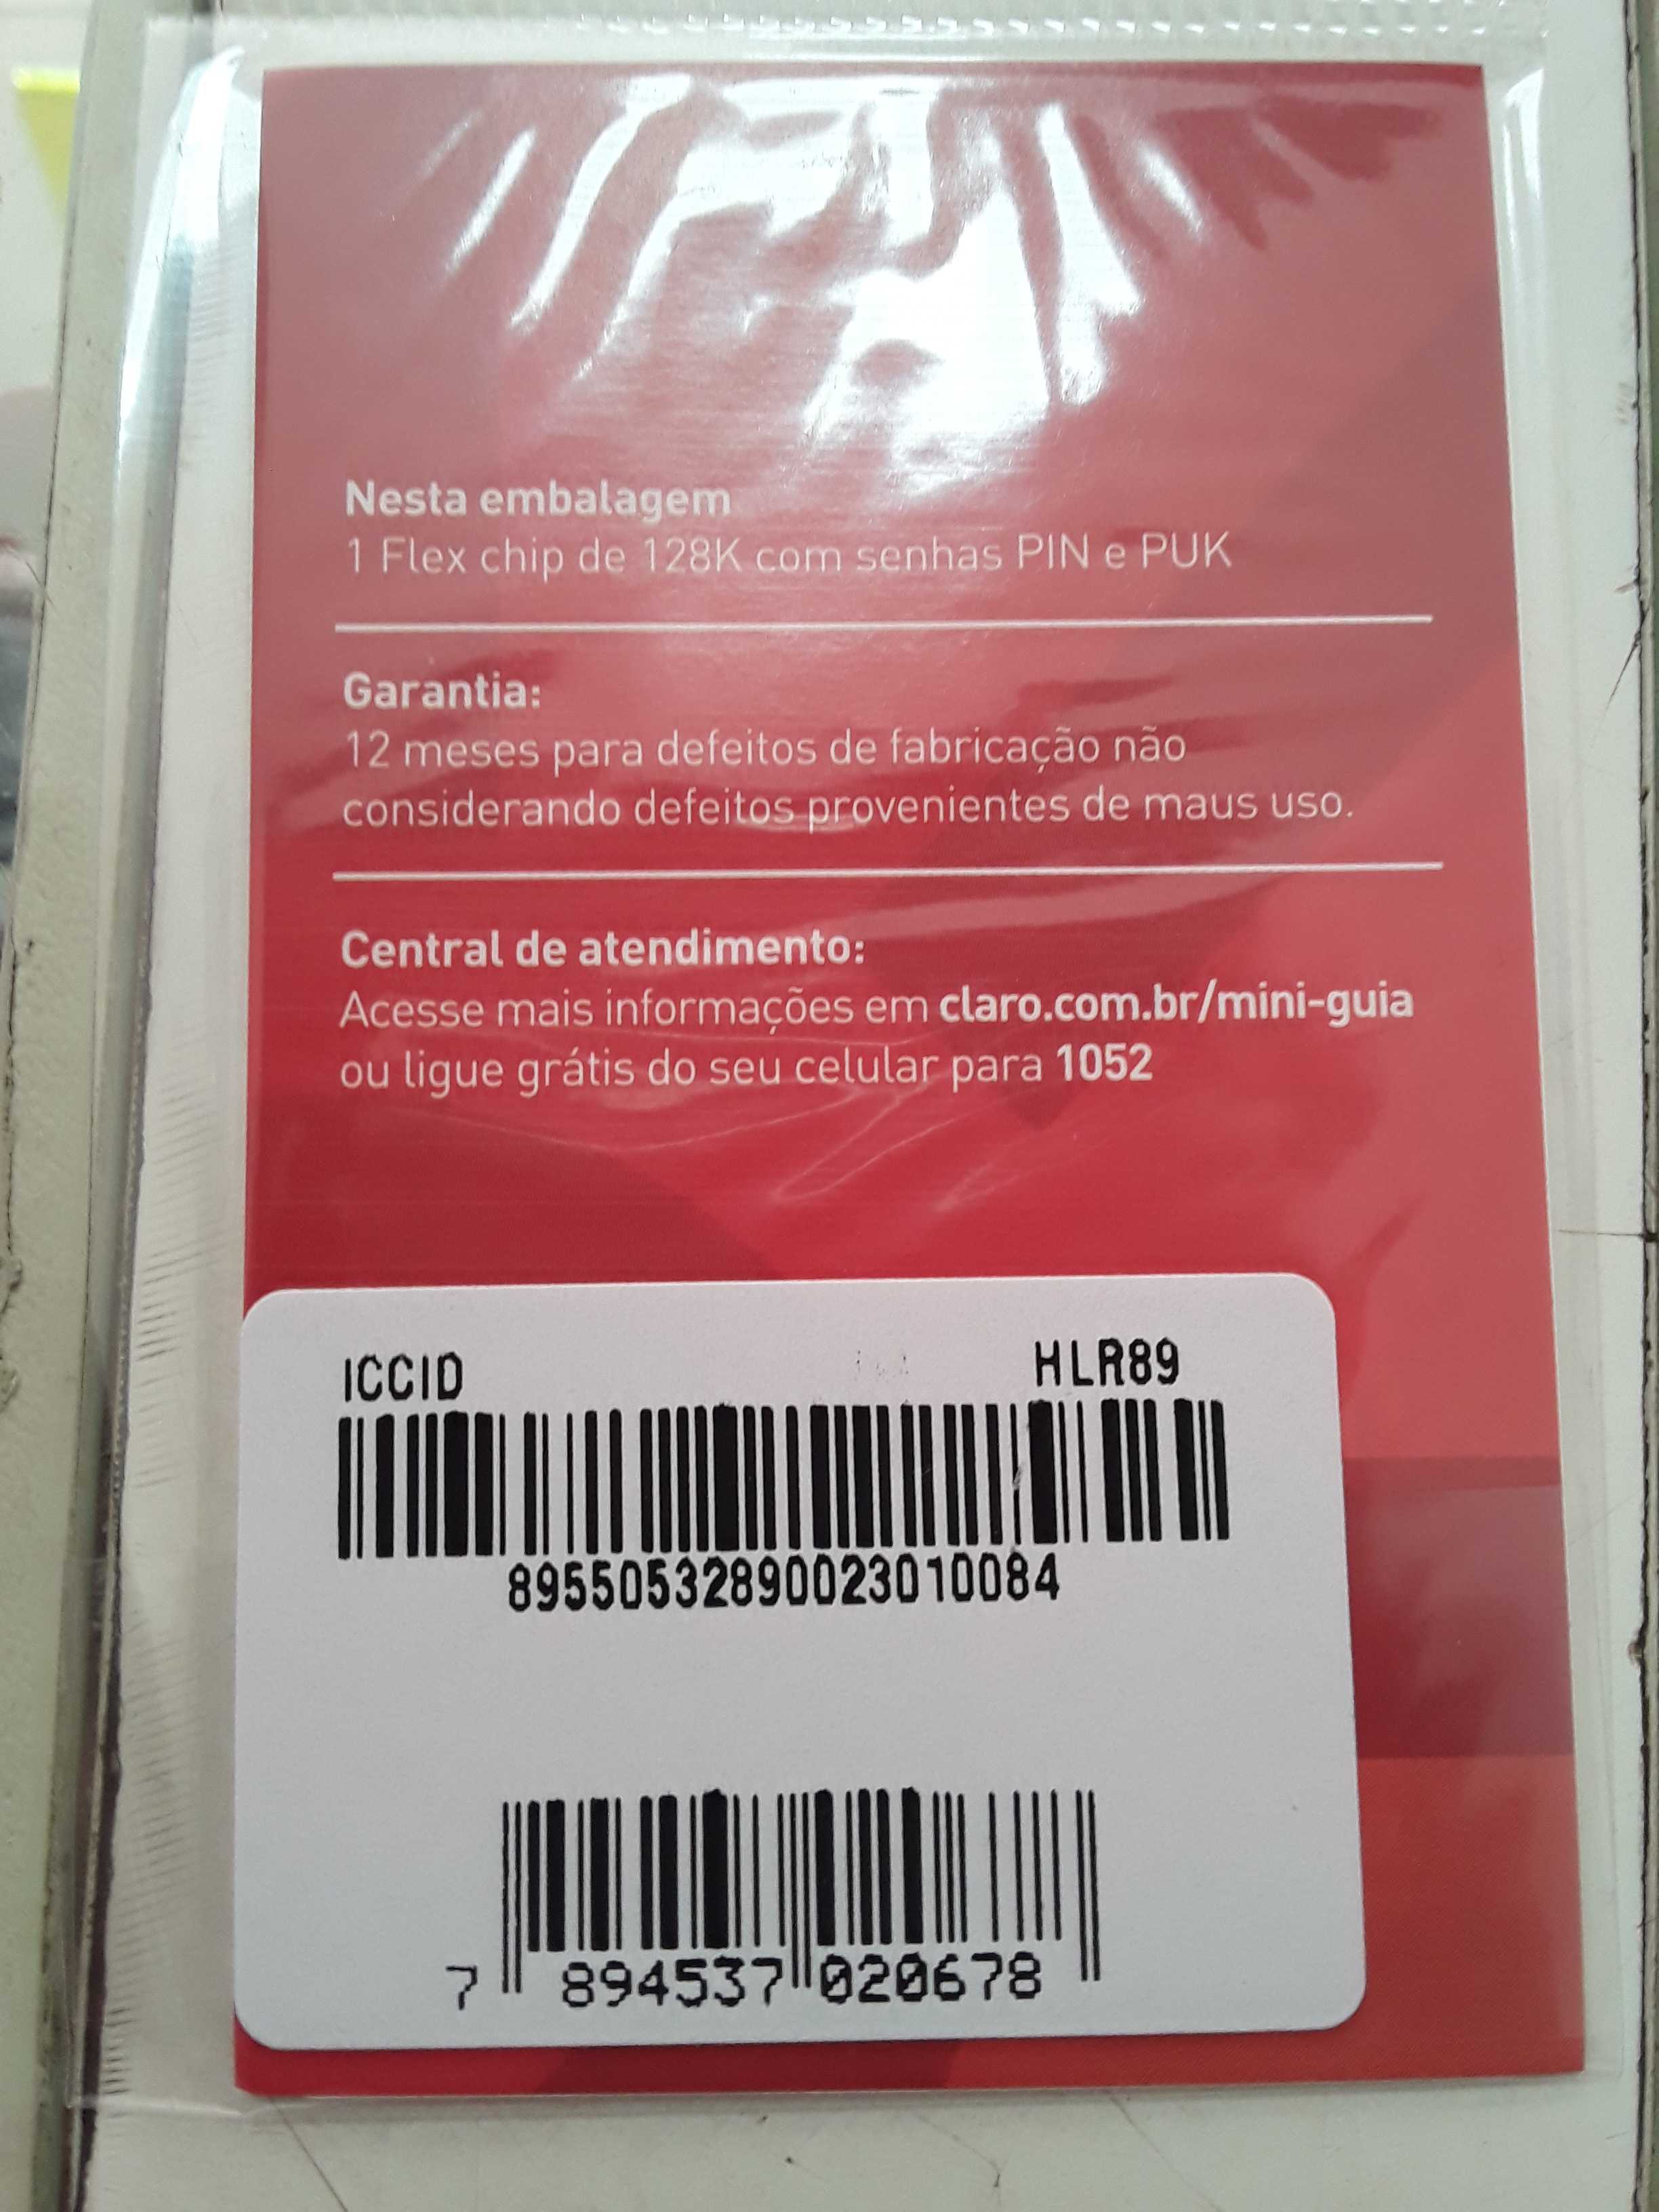 Nesta embalagem
1 Flex chip de 128K com senhas PIN e PUK
Garantia:
12 meses para defeitos de fabricação não
considerando defeitos provenientes de maus uso.
Central de atendimento:
Acesse mais informações em claro.com.br/mini-guia
ou ligue grátis do seu celular para 1052
ICCID HLR89
89550532890023010084
7 894537 020678